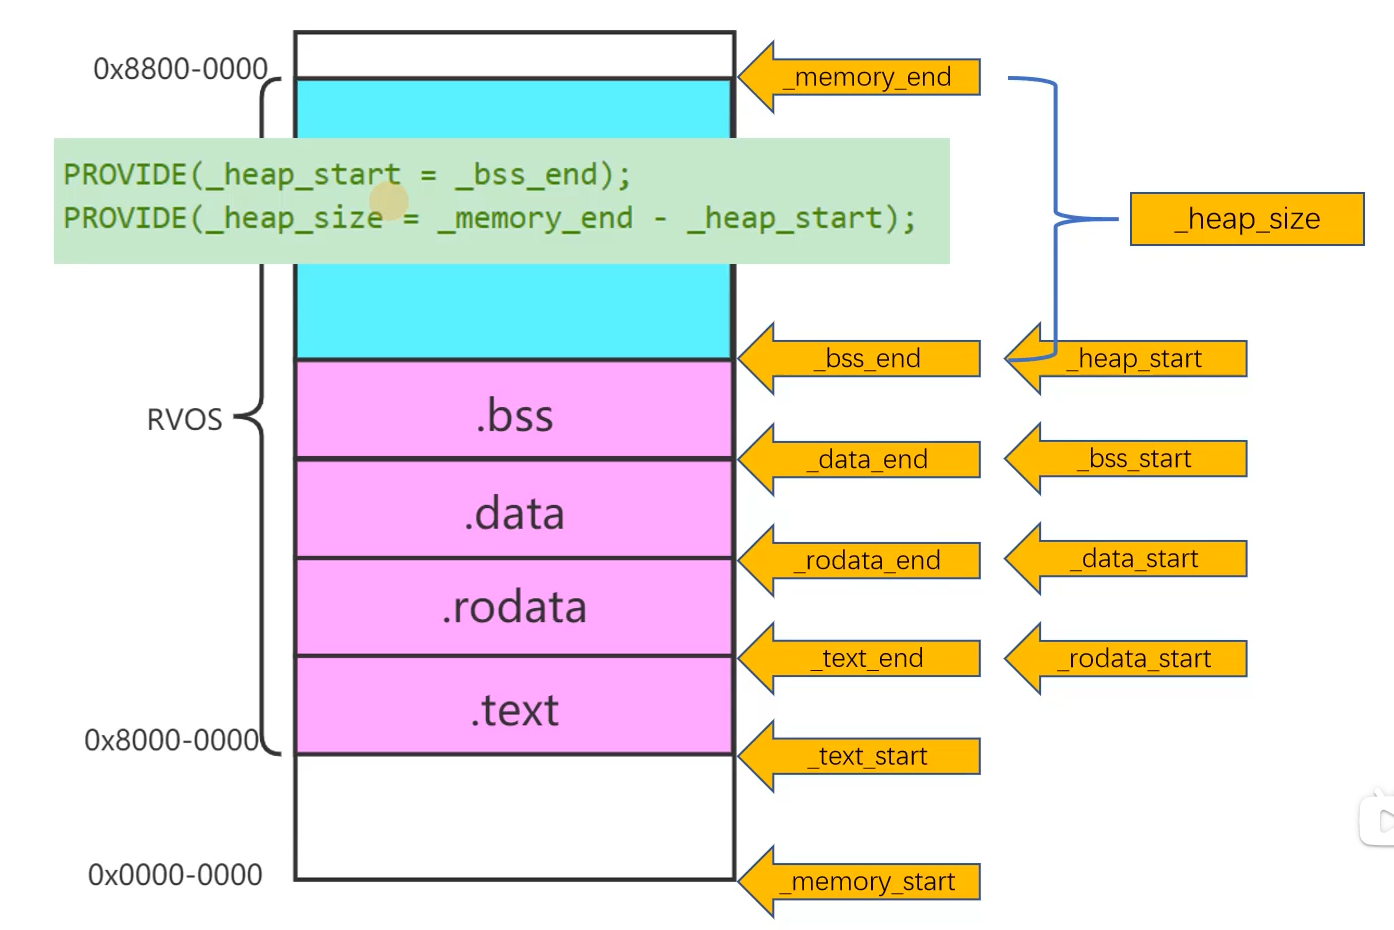 0x8800-0000
_memory_end
PROVIDE(_heap_start = _bss_end);
PROVIDE(_heap_size = _memory_end - _heap_start);
_heap_size
_bss_end
_heap_start
.bss
RVOS
_data_end
_bss_start
.data
_rodata_end
_data_start
.rodata
_text_end
_rodata_start
.text
0x8000-0000
_text_start
0x0000-0000
_memory_start